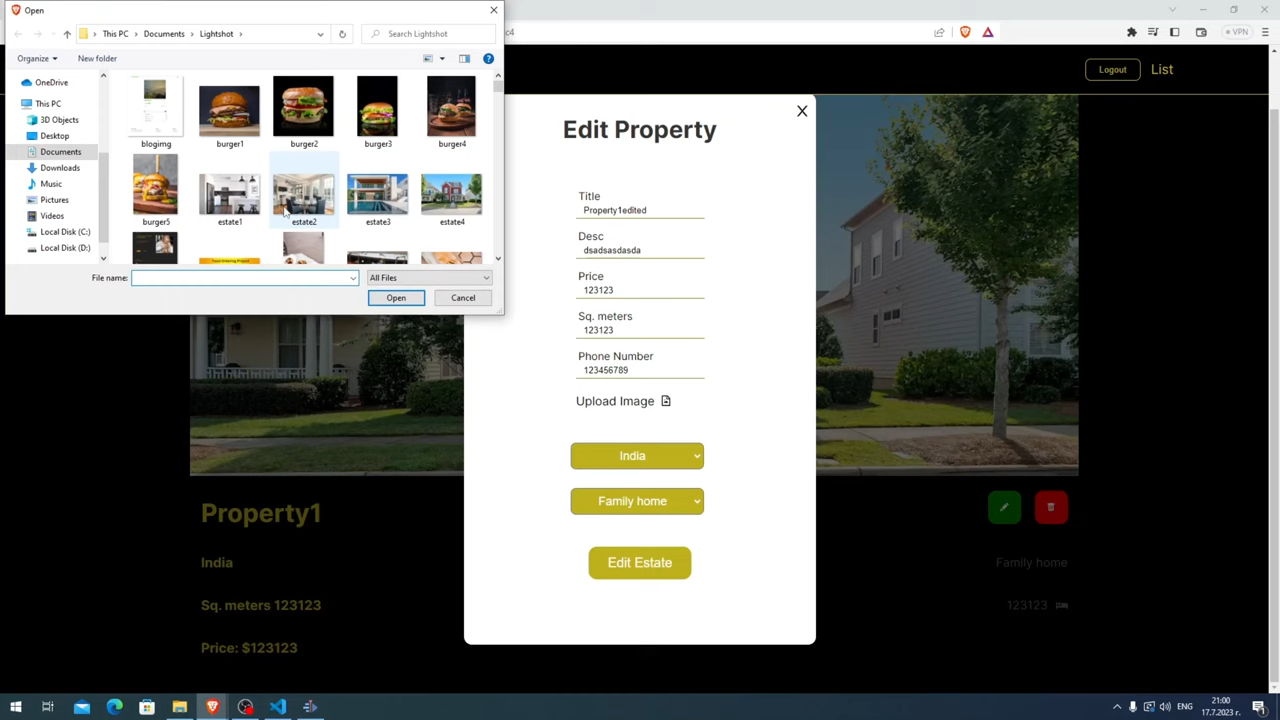 Open
This PC
Documents
Lightshot
Search Lightshot
c4
VPN
Organize
New folder
OneDrive
This PC
3D Objects
Desktop
Documents
Downloads
Music
Pictures
Videos
Local Disk (C:)
Local Disk (D:)
blogimg
burger1
burger2
burger3
burger4
burger5
estate1
estate2
estate3
estate4
File name:
All Files
Open
Cancel
Logout
List
Edit Property
Title
Property1edited
Desc
dsadsasdasda
Price
123123
Sq. meters
123123
Phone Number
123456789
Upload Image
India
Family home
Edit Estate
Property1
India
Family home
Sq. meters 123123
123123
Price: $123123
ENG
21:00
17.7.2023 г.